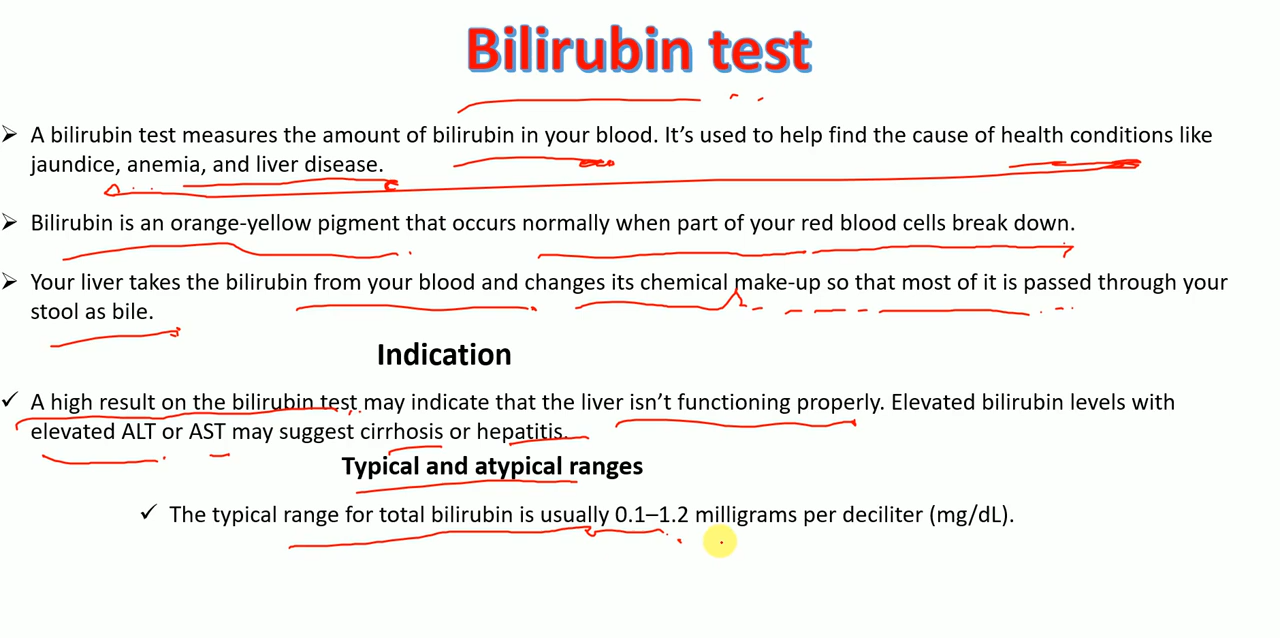 Bilirubin test
➢ A bilirubin test measures the amount of bilirubin in your blood. It’s used to help find the cause of health conditions like
jaundice, anemia, and liver disease.
➢ Bilirubin is an orange-yellow pigment that occurs normally when part of your red blood cells break down.
➢ Your liver takes the bilirubin from your blood and changes its chemical make-up so that most of it is passed through your
stool as bile.
Indication
✓ A high result on the bilirubin test may indicate that the liver isn’t functioning properly. Elevated bilirubin levels with
elevated ALT or AST may suggest cirrhosis or hepatitis.
Typical and atypical ranges
✓ The typical range for total bilirubin is usually 0.1–1.2 milligrams per deciliter (mg/dL).